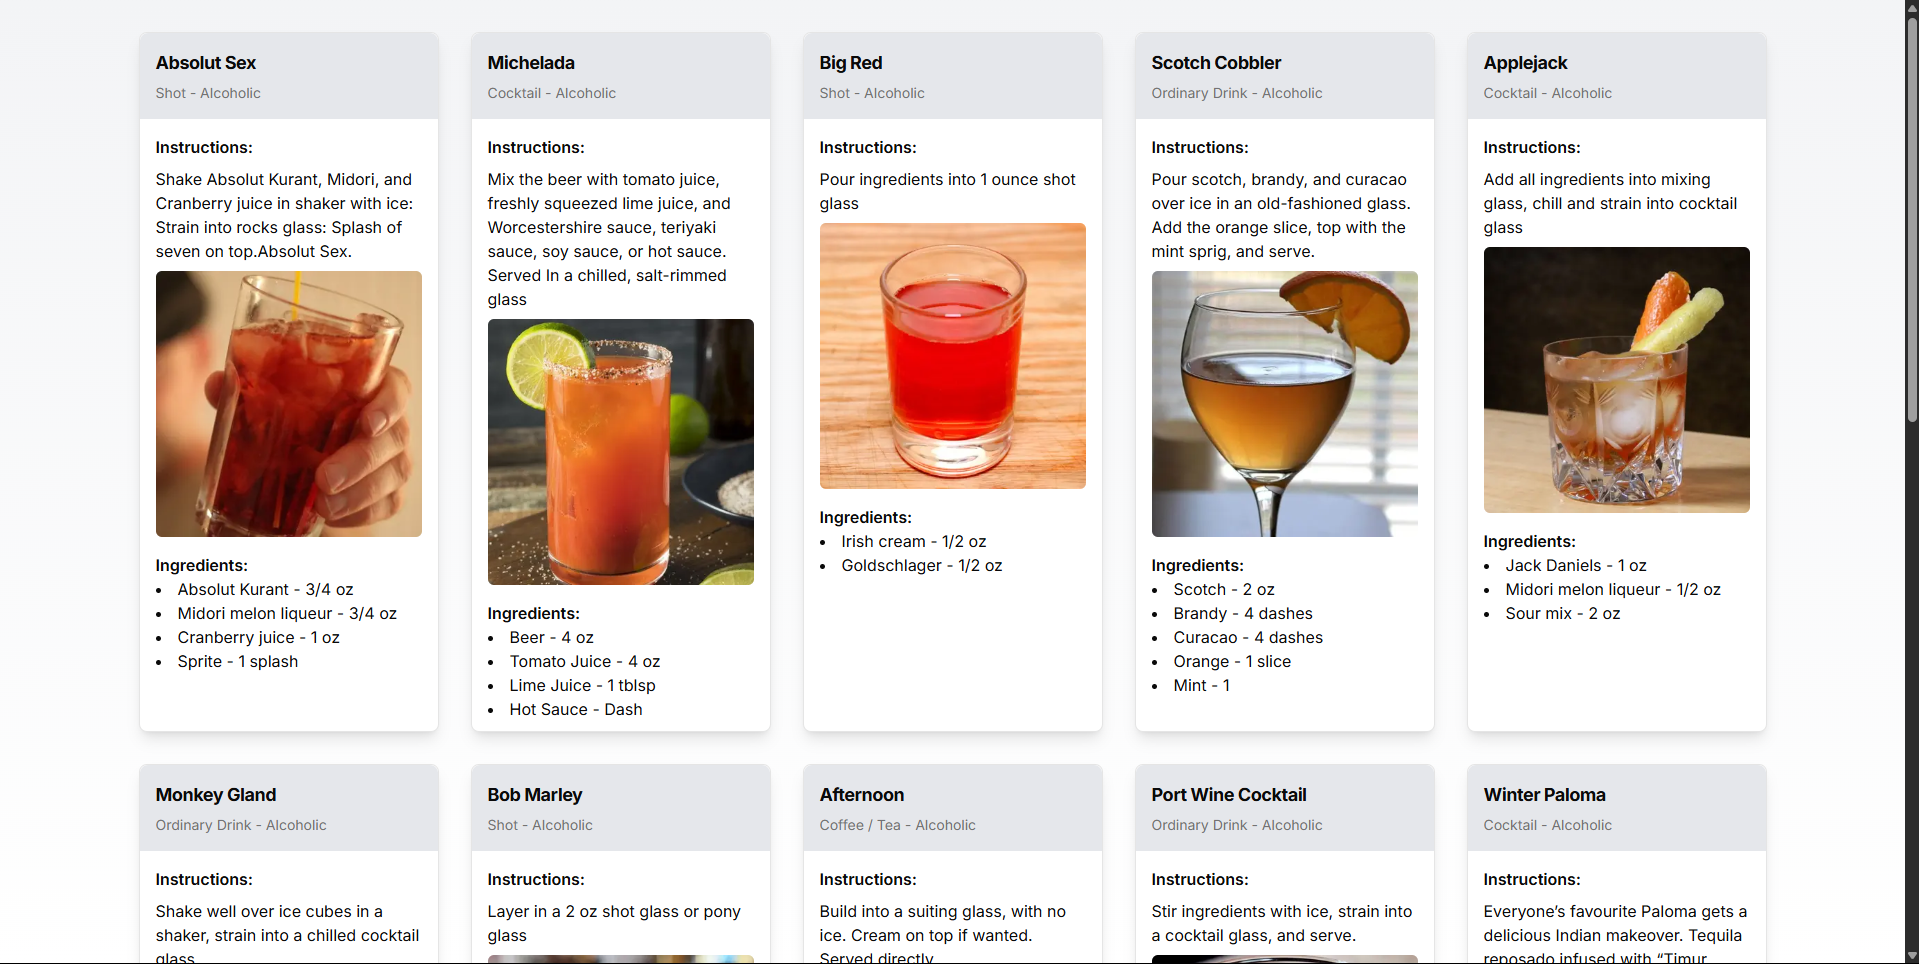 Absolut Sex
Shot - Alcoholic
Instructions:
Shake Absolut Kurant, Midori, and
Cranberry juice in shaker with ice:
Strain into rocks glass: Splash of
seven on top.Absolut Sex.
Ingredients:
Absolut Kurant - 3/4 oz
Midori melon liqueur - 3/4 oz
Cranberry juice - 1 oz
Sprite - 1 splash
Michelada
Cocktail - Alcoholic
Instructions:
Mix the beer with tomato juice,
freshly squeezed lime juice, and
Worcestershire sauce, teriyaki
sauce, soy sauce, or hot sauce.
Served In a chilled, salt-rimmed
glass
Ingredients:
Beer - 4 oz
Tomato Juice - 4 oz
Lime Juice - 1 tblsp
Hot Sauce - Dash
Big Red
Shot - Alcoholic
Instructions:
Pour ingredients into 1 ounce shot
glass
Ingredients:
Irish cream - 1/2 oz
Goldschlager - 1/2 oz
Scotch Cobbler
Ordinary Drink - Alcoholic
Instructions:
Pour scotch, brandy, and curacao
over ice in an old-fashioned glass.
Add the orange slice, top with the
mint sprig, and serve.
Ingredients:
Scotch - 2 oz
Brandy - 4 dashes
Curacao - 4 dashes
Orange - 1 slice
Mint - 1
Applejack
Cocktail - Alcoholic
Instructions:
Add all ingredients into mixing
glass, chill and strain into cocktail
glass
Ingredients:
Jack Daniels - 1 oz
Midori melon liqueur - 1/2 oz
Sour mix - 2 oz
Monkey Gland
Ordinary Drink - Alcoholic
Instructions:
Shake well over ice cubes in a
shaker, strain into a chilled cocktail
glass
Bob Marley
Shot - Alcoholic
Instructions:
Layer in a 2 oz shot glass or pony
glass
Afternoon
Coffee / Tea - Alcoholic
Instructions:
Build into a suiting glass, with no
ice. Cream on top if wanted.
Served directly
Port Wine Cocktail
Ordinary Drink - Alcoholic
Instructions:
Stir ingredients with ice, strain into
a cocktail glass, and serve.
Winter Paloma
Cocktail - Alcoholic
Instructions:
Everyone’s favourite Paloma gets a
delicious Indian makeover. Tequila
reposado infused with “Timur